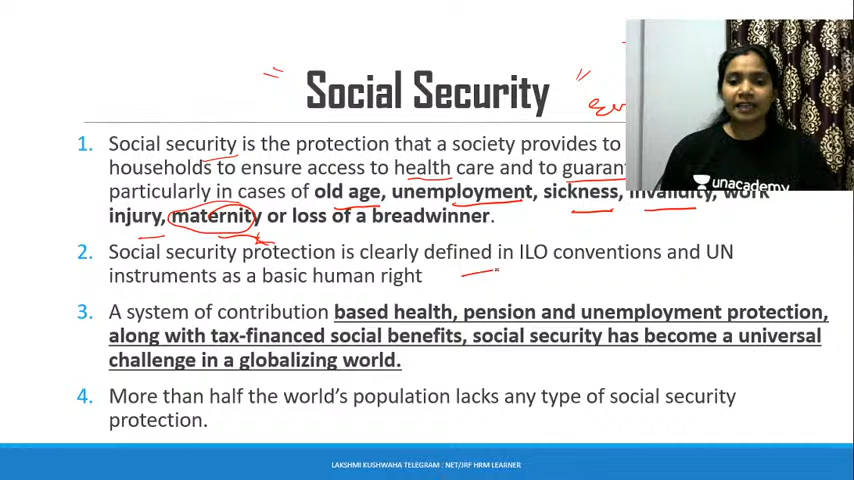 Social Security
1. Social security is the protection that a society provides to
households to ensure access to health care and to
particularly in cases of old age, unemployment, sickness, invalidity, work
injury, maternity or loss of a breadwinner.
unacademy
2. Social security protection is clearly defined in ILO conventions and UN
instruments as a basic human right
3. A system of contribution based health, pension and unemployment protection,
along with tax-financed social benefits, social security has become a universal
challenge in a globalizing world.
4. More than half the world's population lacks any type of social security
protection.
LAKSHMI KUSHWAHA TELEGRAM : NET/JRF HRM LEARNER